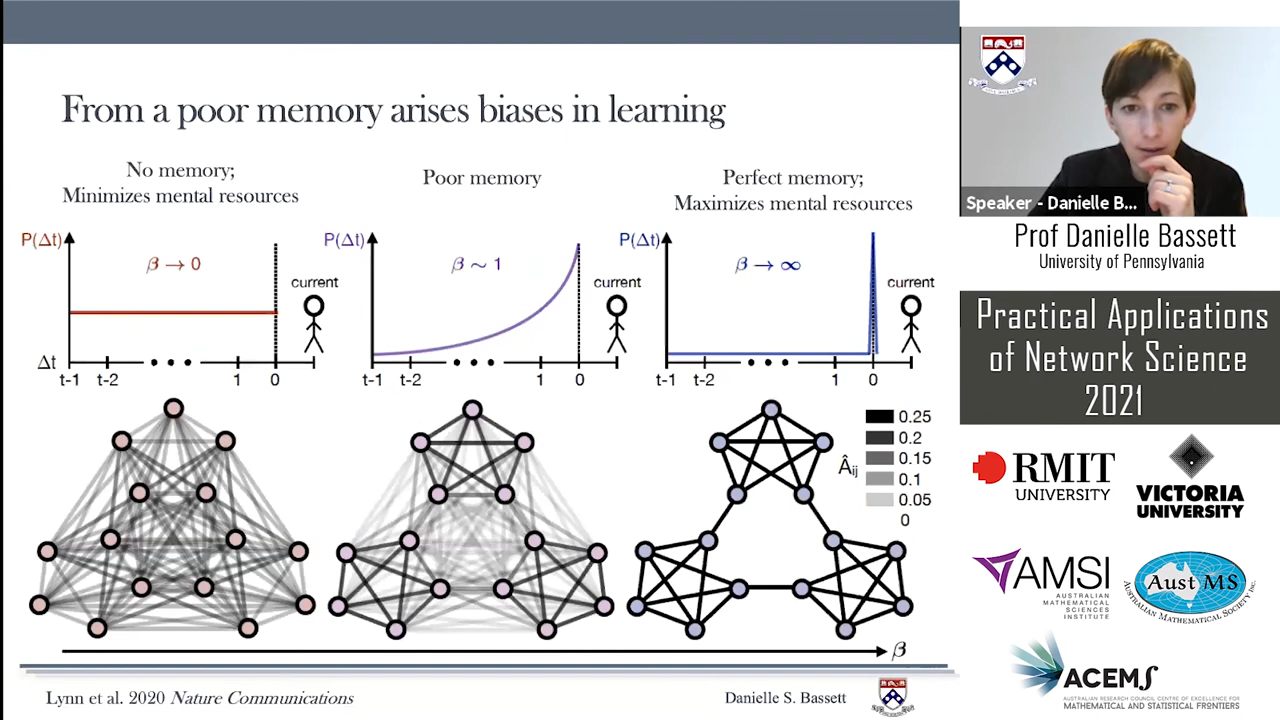 From a poor memory arises biases in learning
No memory;
Minimizes mental resources
Poor memory
Perfect memory;
Maximizes mental resources
P(Δt)
β → 0
current
Δt
t-1 t-2 • • • 1 0
P(Δt)
β ∼ 1
current
t-1 t-2 • • • 1 0
P(Δt)
β → ∞
current
t-1 t-2 • • • 1 0
Âij
0.25
0.2
0.15
0.1
0.05
0
β
Lynn et al. 2020 Nature Communications
Danielle S. Bassett
Speaker - Danielle B...
Prof Danielle Bassett
University of Pennsylvania
Practical Applications
of Network Science
2021
RMIT
UNIVERSITY
VICTORIA
UNIVERSITY
AMSI
AUSTRALIAN
MATHEMATICAL
SCIENCES
INSTITUTE
Aust MS
AUSTRALIAN MATHEMATICAL SOCIETY INC.
ACEMS
AUSTRALIAN RESEARCH COUNCIL CENTRE OF EXCELLENCE FOR
MATHEMATICAL AND STATISTICAL FRONTIERS